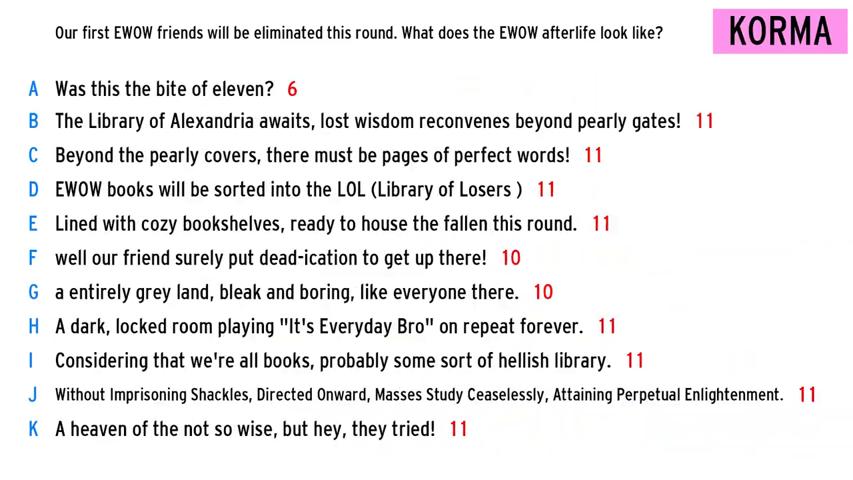 Our first EWOW friends will be eliminated this round. What does the EWOW afterlife look like?
KORMA
A Was this the bite of eleven? 6
B The Library of Alexandria awaits, lost wisdom reconvenes beyond pearly gates! 11
C Beyond the pearly covers, there must be pages of perfect words! 11
D EWOW books will be sorted into the LOL (Library of Losers ) 11
E Lined with cozy bookshelves, ready to house the fallen this round. 11
F well our friend surely put dead-ication to get up there! 10
G a entirely grey land, bleak and boring, like everyone there. 10
H A dark, locked room playing "It's Everyday Bro" on repeat forever. 11
I Considering that we're all books, probably some sort of hellish library. 11
J Without Imprisoning Shackles, Directed Onward, Masses Study Ceaselessly, Attaining Perpetual Enlightenment. 11
K A heaven of the not so wise, but hey, they tried! 11